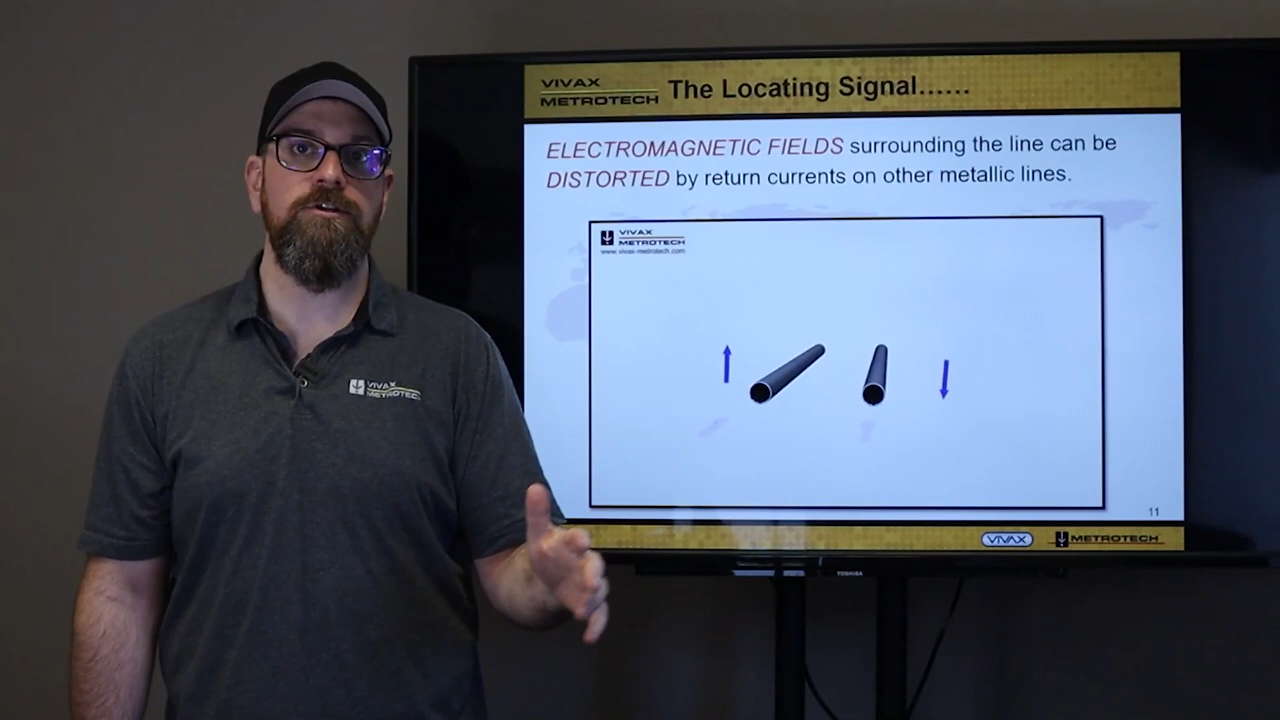 VIVAX
METROTECH
The Locating Signal......
ELECTROMAGNETIC FIELDS surrounding the line can be
DISTORTED by return currents on other metallic lines.
VIVAX
METROTECH
www.vivax-metrotech.com
VIVAX
METROTECH
11
VIVAX
METROTECH
TOSHIBA